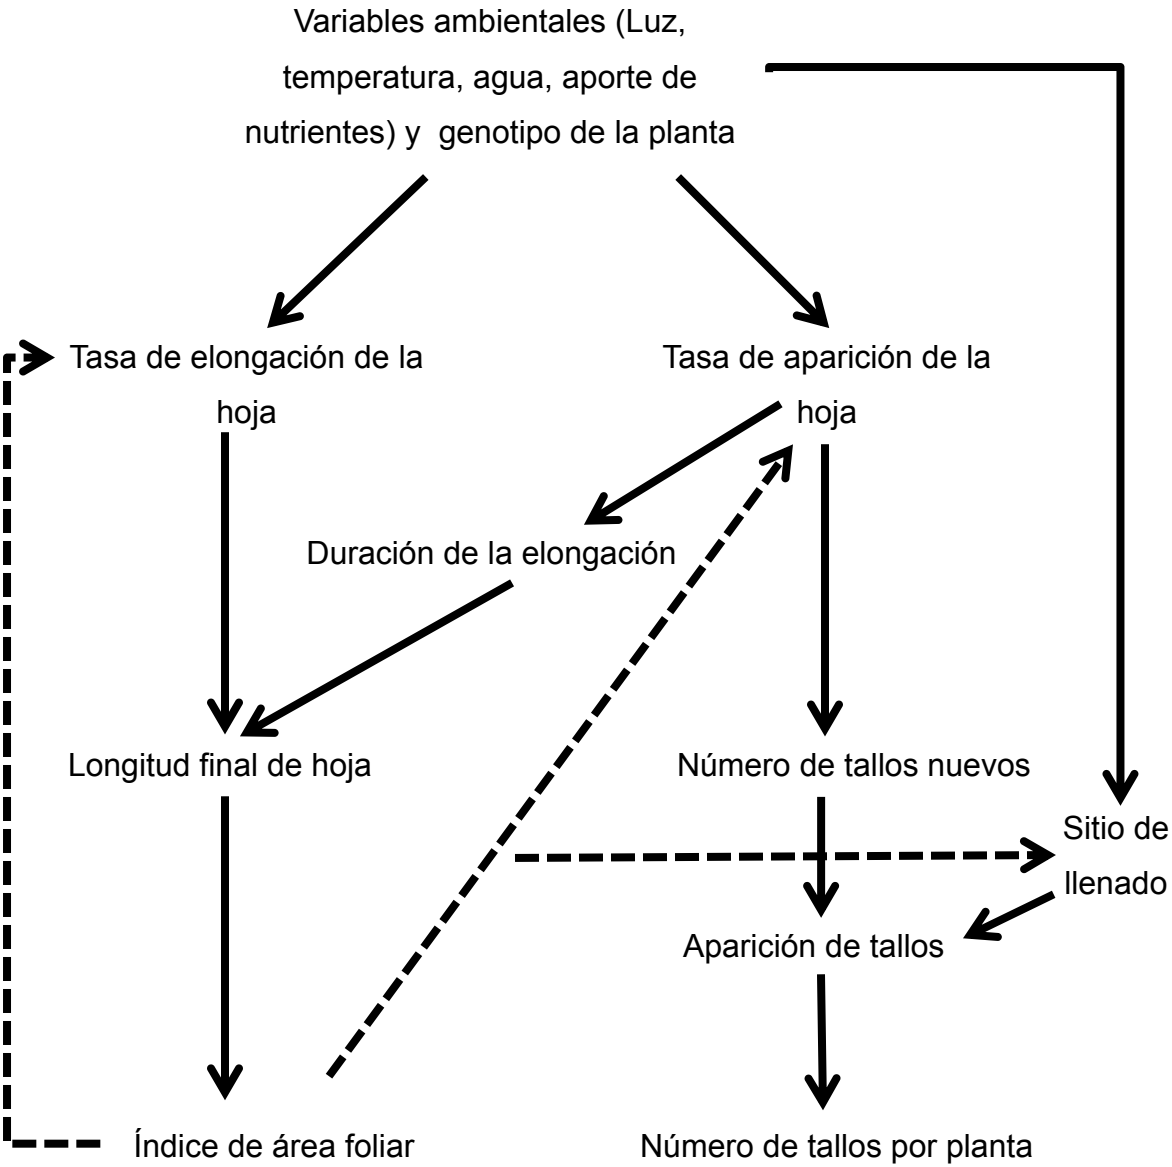 Variables ambientales (Luz,
temperatura, agua, aporte de
nutrientes) y genotipo de la planta
Tasa de elongación de la
hoja
Tasa de aparición de la
hoja
Duración de la elongación
Longitud final de hoja
Número de tallos nuevos
Sitio de
llenado
Aparición de tallos
Índice de área foliar
Número de tallos por planta